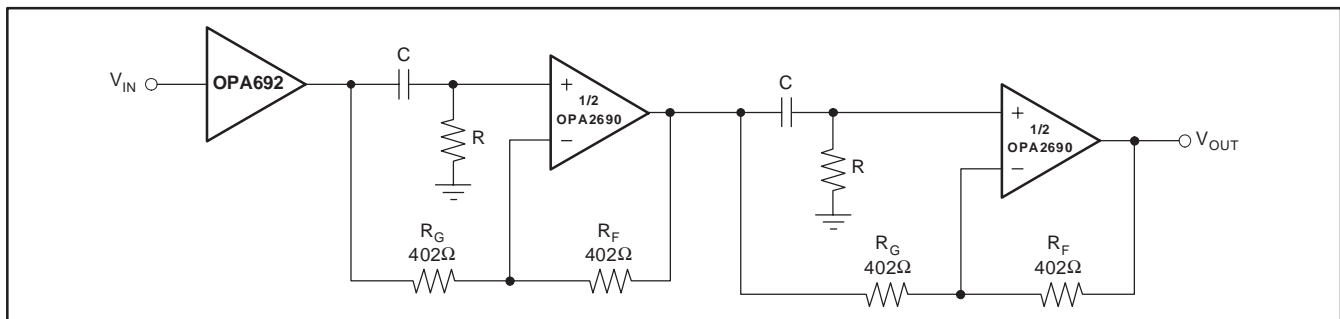 V_IN
OPA692
C
R
+
−
1/2
OPA2690
R_G
402Ω
R_F
402Ω
C
R
+
−
1/2
OPA2690
V_OUT
R_G
402Ω
R_F
402Ω